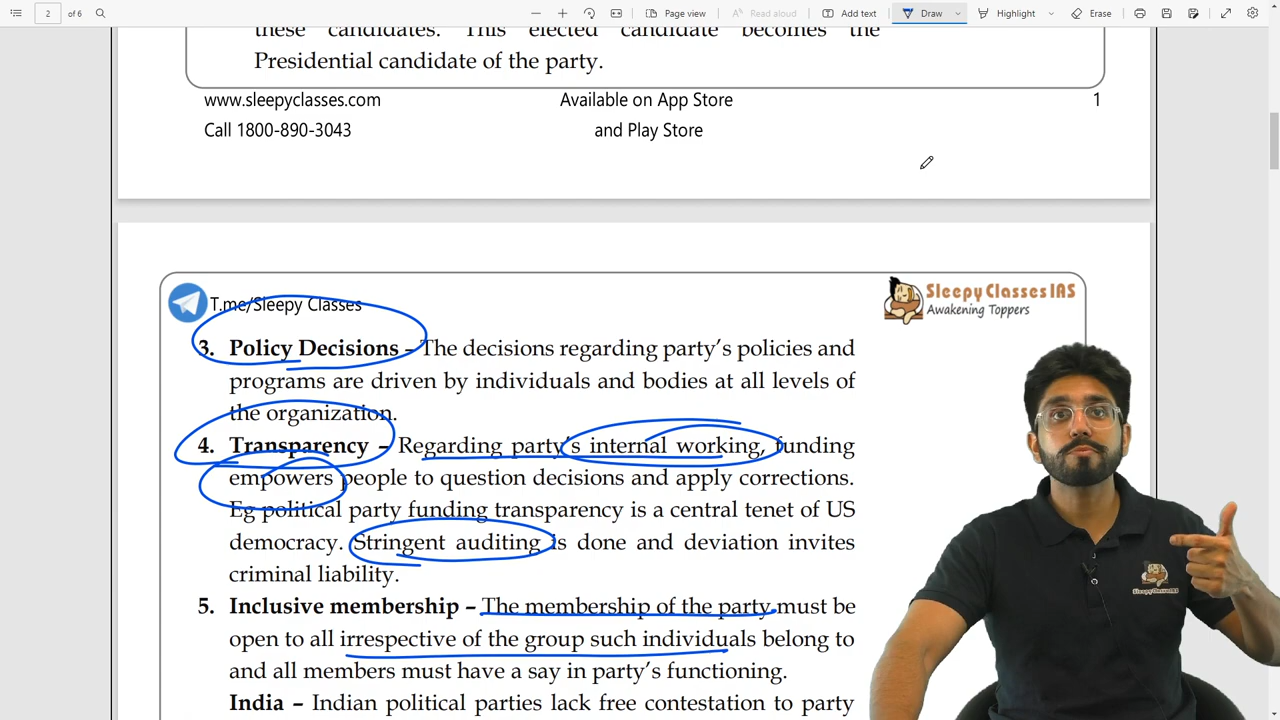 2
of 6
Page view
Read aloud
Add text
Draw
Highlight
Erase
these candidates. This elected candidate becomes the
Presidential candidate of the party.
www.sleepyclasses.com
Available on App Store
1
Call 1800-890-3043
and Play Store
T.me/Sleepy Classes
Sleepy Classes IAS
Awakening Toppers
3. Policy Decisions – The decisions regarding party's policies and
programs are driven by individuals and bodies at all levels of
the organization.
4. Transparency – Regarding party's internal working, funding
empowers people to question decisions and apply corrections.
Eg political party funding transparency is a central tenet of US
democracy. Stringent auditing is done and deviation invites
criminal liability.
5. Inclusive membership – The membership of the party must be
open to all irrespective of the group such individuals belong to
and all members must have a say in party's functioning.
India – Indian political parties lack free contestation to party